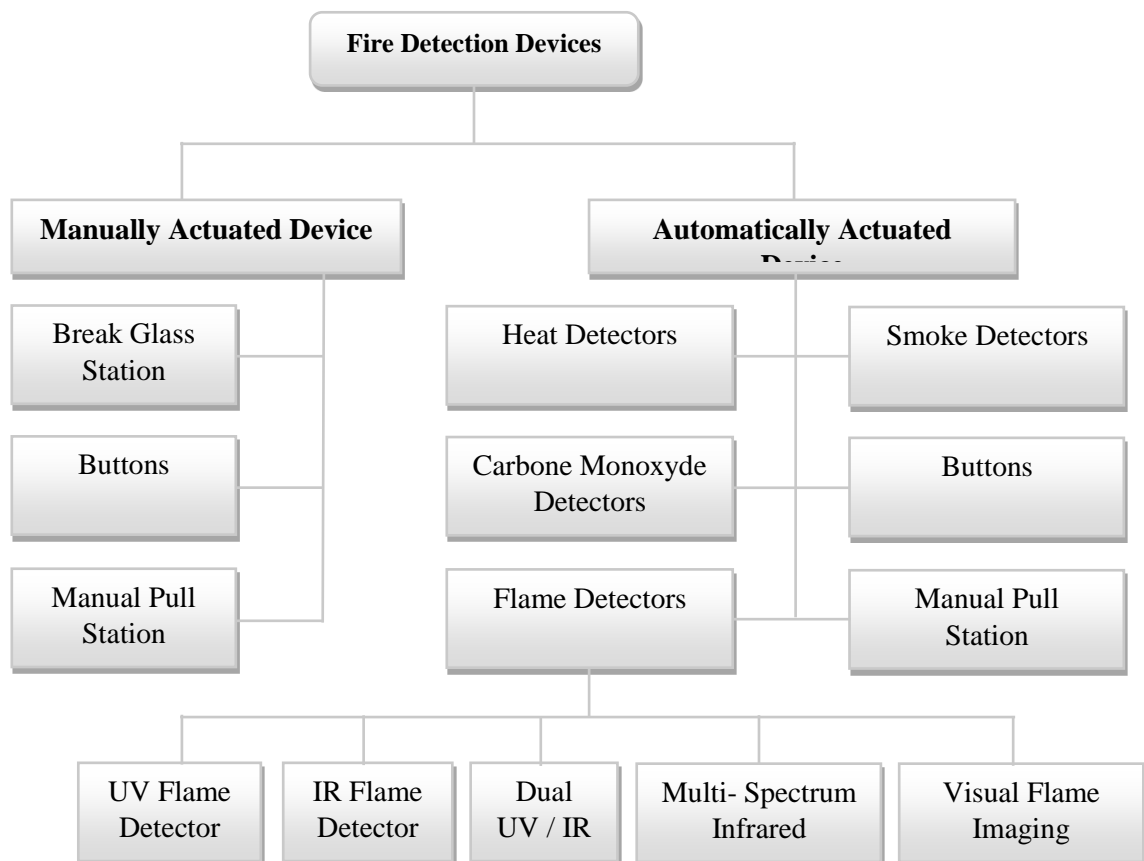 Fire Detection Devices
Manually Actuated Device
Automatically Actuated
Device
Break Glass
Station
Heat Detectors
Smoke Detectors
Buttons
Carbone Monoxyde
Detectors
Buttons
Manual Pull
Station
Flame Detectors
Manual Pull
Station
UV Flame
Detector
IR Flame
Detector
Dual
UV / IR
Multi- Spectrum
Infrared
Visual Flame
Imaging